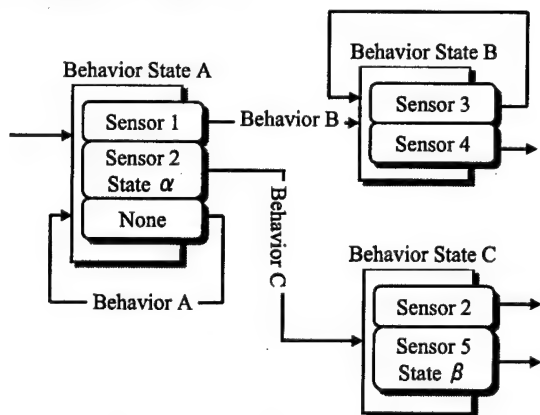 Behavior State A
Sensor 1
Sensor 2
State α
None
Behavior A
Behavior B
Behavior C
Behavior State B
Sensor 3
Sensor 4
Behavior State C
Sensor 2
Sensor 5
State β